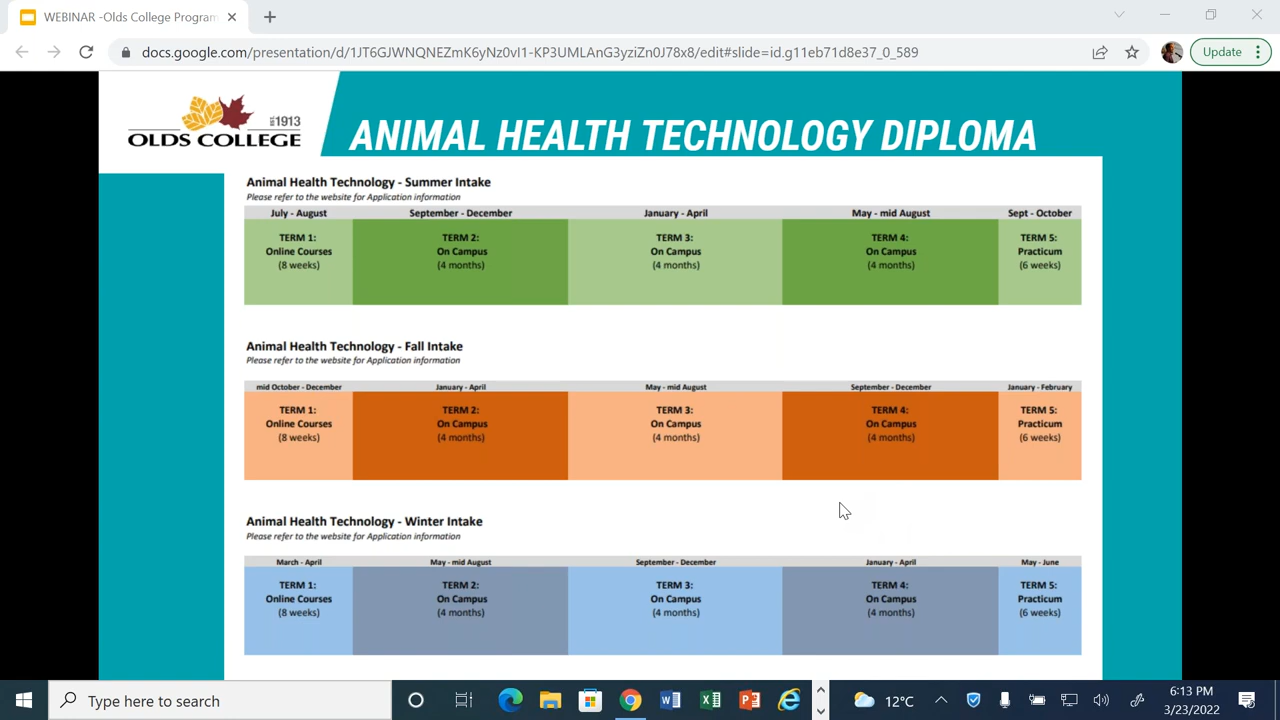 WEBINAR -Olds College Program
docs.google.com/presentation/d/1JT6GJWNQNEZmK6yNz0vI1-KP3UMLAnG3yziZn0J78x8/edit#slide=id.g11eb71d8e37_0_589
Update
EST. 1913
OLDS COLLEGE
ANIMAL HEALTH TECHNOLOGY DIPLOMA
Animal Health Technology - Summer Intake
Please refer to the website for Application information
July - August September - December January - April May - mid August Sept - October
TERM 1: TERM 2: TERM 3: TERM 4: TERM 5:
Online Courses On Campus On Campus On Campus Practicum
(8 weeks) (4 months) (4 months) (4 months) (6 weeks)
Animal Health Technology - Fall Intake
Please refer to the website for Application information
mid October - December January - April May - mid August September - December January - February
TERM 1: TERM 2: TERM 3: TERM 4: TERM 5:
Online Courses On Campus On Campus On Campus Practicum
(8 weeks) (4 months) (4 months) (4 months) (6 weeks)
Animal Health Technology - Winter Intake
Please refer to the website for Application information
March - April May - mid August September - December January - April May - June
TERM 1: TERM 2: TERM 3: TERM 4: TERM 5:
Online Courses On Campus On Campus On Campus Practicum
(8 weeks) (4 months) (4 months) (4 months) (6 weeks)
Type here to search
12°C
6:13 PM
3/23/2022